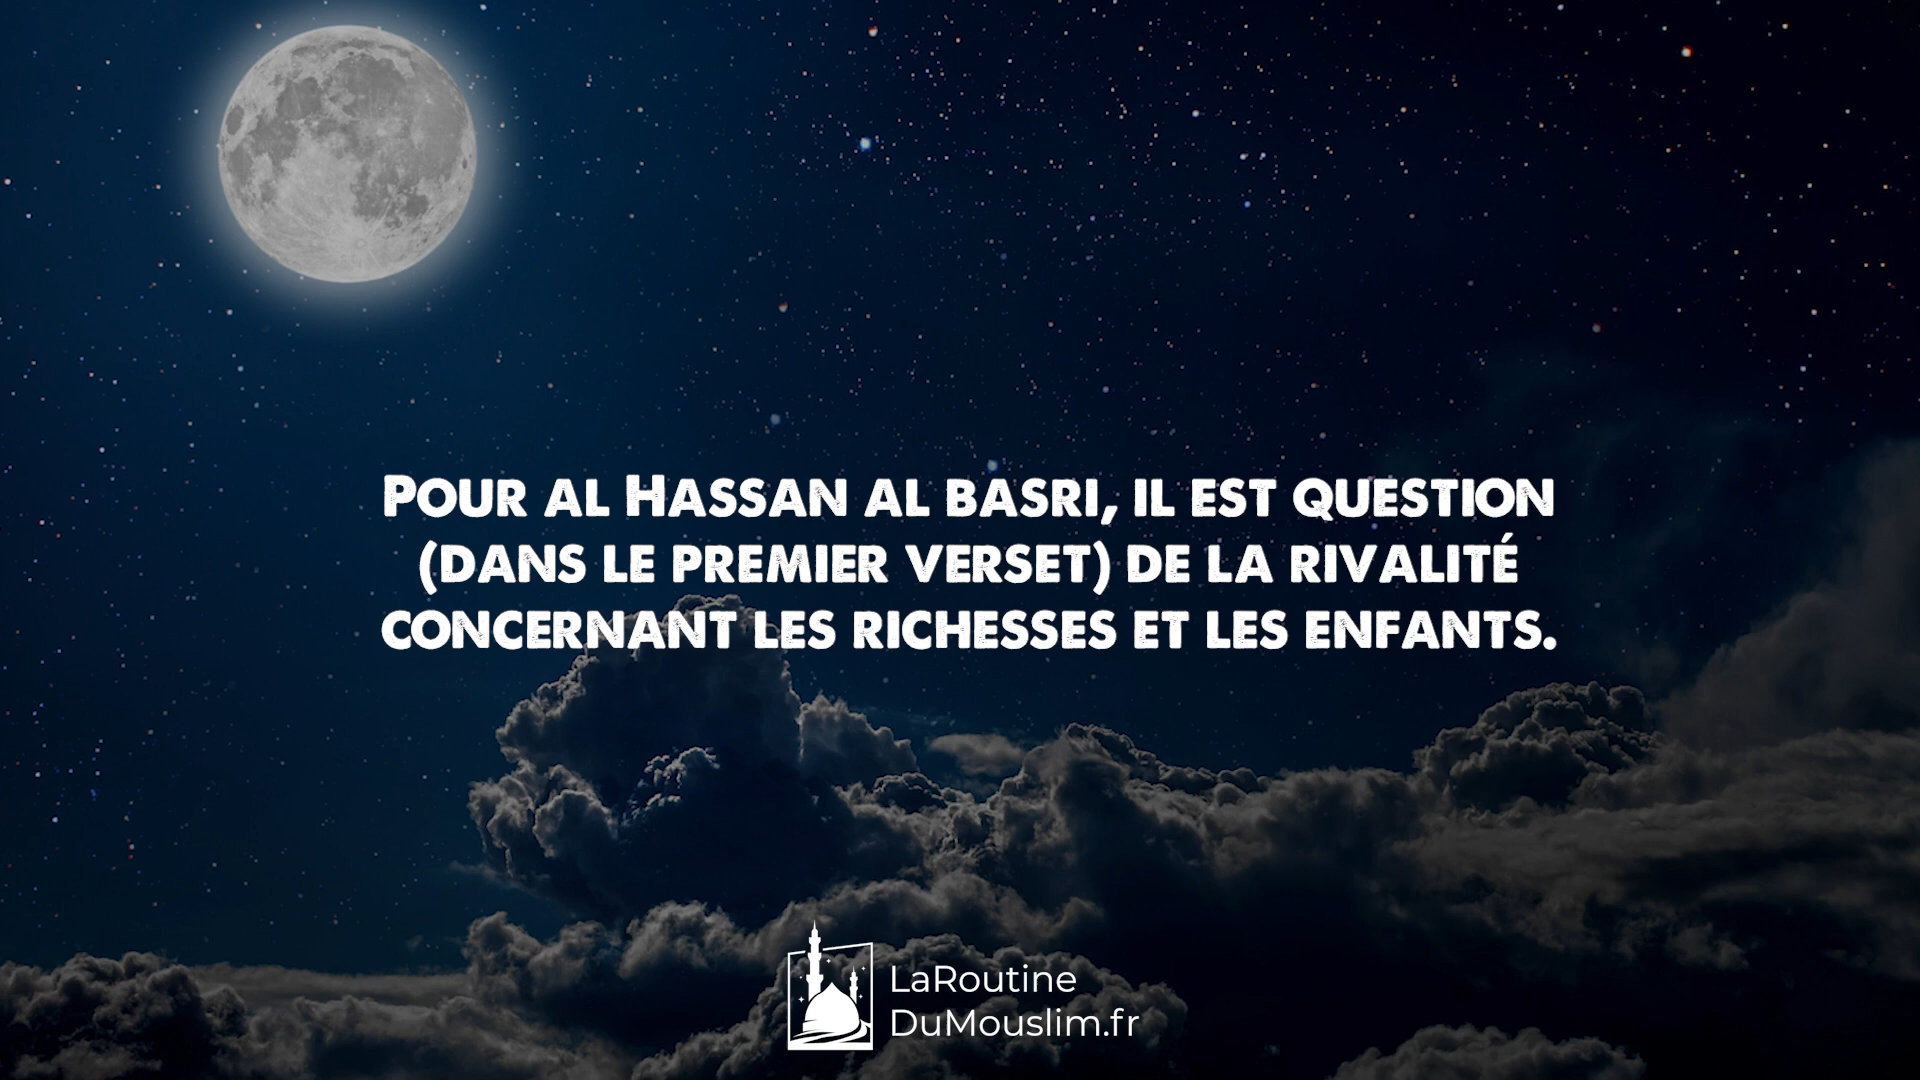 Pour al Hassan al basri, il est question
(dans le premier verset) de la rivalité
concernant les richesses et les enfants.
LaRoutine
DuMouslim.fr